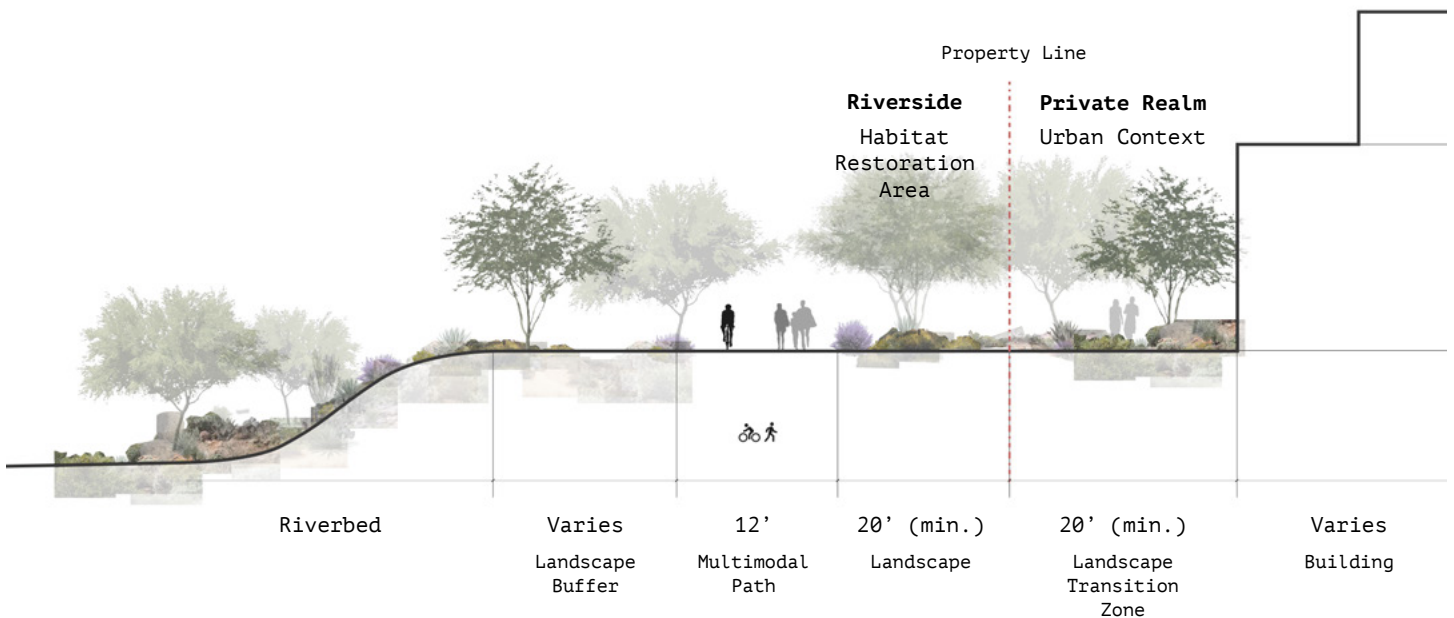 Property Line
Riverside
Habitat
Restoration
Area
Private Realm
Urban Context
Riverbed
Varies
Landscape
Buffer
12’
Multimodal
Path
20’ (min.)
Landscape
20’ (min.)
Landscape
Transition
Zone
Varies
Building